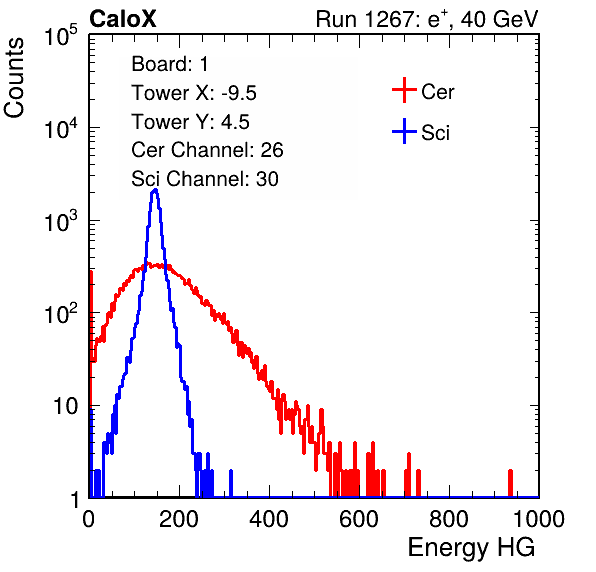 CaloX Run 1267: e⁺, 40 GeV
Counts
10⁵
10⁴
10³
10²
10
1
Board: 1
Tower X: -9.5
Tower Y: 4.5
Cer Channel: 26
Sci Channel: 30
Cer
Sci
0 200 400 600 800 1000
Energy HG